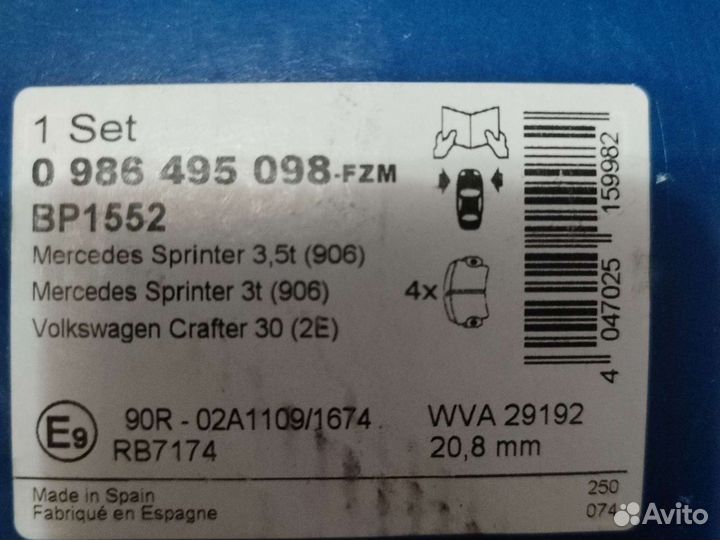 1 Set
0 986 495 098-FZM
BP1552
Mercedes Sprinter 3,5t (906)
Mercedes Sprinter 3t (906)
Volkswagen Crafter 30 (2E)
4x
4 047025 159982
E9
90R - 02A1109/1674
RB7174
WVA 29192
20,8 mm
Made in Spain
Fabriqué en Espagne
250
074
Avito